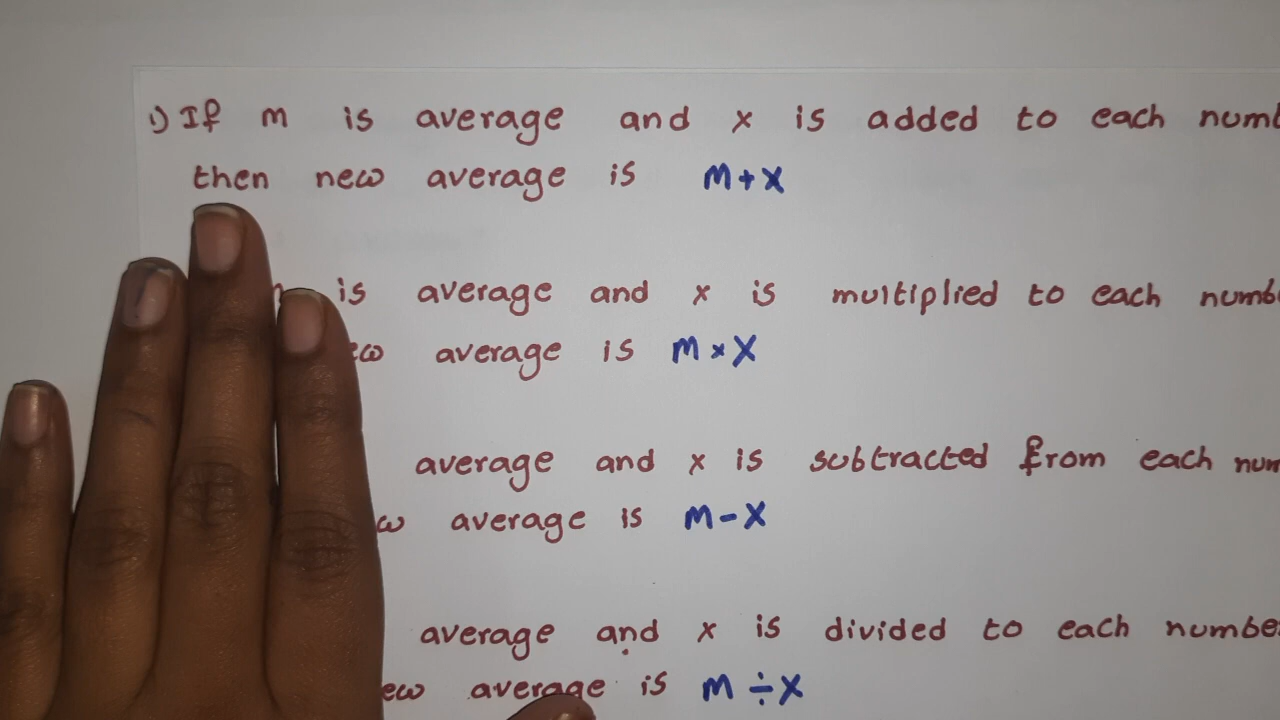 1) If m is average and x is added to each numb
then new average is M+X
is average and x is multiplied to each numbe
average is M×X
average and x is subtracted from each num
average is M-X
average and x is divided to each number
average is M÷X